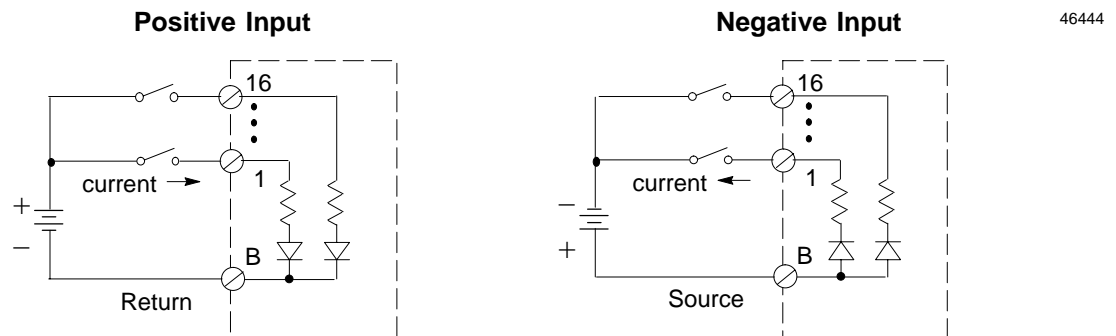 Positive Input
16
1
current
+
−
B
Return
Negative Input
16
1
current
−
+
B
Source
46444